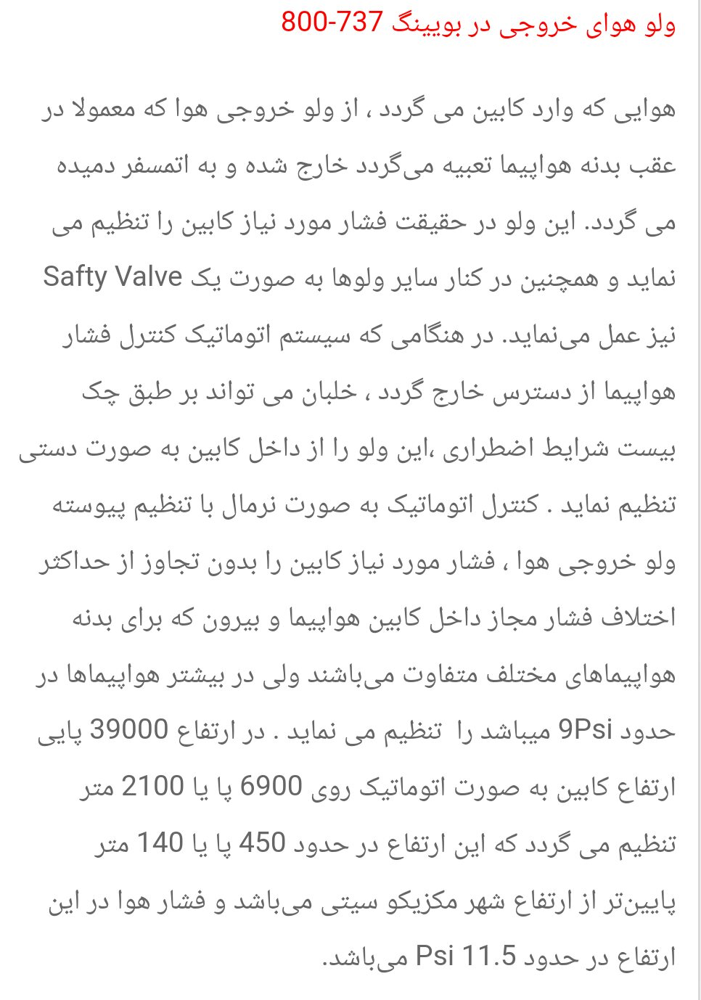 ولو هوای خروجی در بویینگ 737-800
هوایی که وارد کابین می گردد ، از ولو خروجی هوا که معمولا در
عقب بدنه هواپیما تعبیه می‌گردد خارج شده و به اتمسفر دمیده
می گردد. این ولو در حقیقت فشار مورد نیاز کابین را تنظیم می
نماید و همچنین در کنار سایر ولوها به صورت یک Safty Valve
نیز عمل می‌نماید. در هنگامی که سیستم اتوماتیک کنترل فشار
هواپیما از دسترس خارج گردد ، خلبان می تواند بر طبق چک
بیست شرایط اضطراری ،این ولو را از داخل کابین به صورت دستی
تنظیم نماید . کنترل اتوماتیک به صورت نرمال با تنظیم پیوسته
ولو خروجی هوا ، فشار مورد نیاز کابین را بدون تجاوز از حداکثر
اختلاف فشار مجاز داخل کابین هواپیما و بیرون که برای بدنه
هواپیماهای مختلف متفاوت می‌باشند ولی در بیشتر هواپیماها در
حدود 9Psi میباشد را  تنظیم می نماید . در ارتفاع 39000 پایی
ارتفاع کابین به صورت اتوماتیک روی 6900 پا یا 2100 متر
تنظیم می گردد که این ارتفاع در حدود 450 پا یا 140 متر
پایین‌تر از ارتفاع شهر مکزیکو سیتی می‌باشد و فشار هوا در این
ارتفاع در حدود 11.5 Psi می‌باشد.